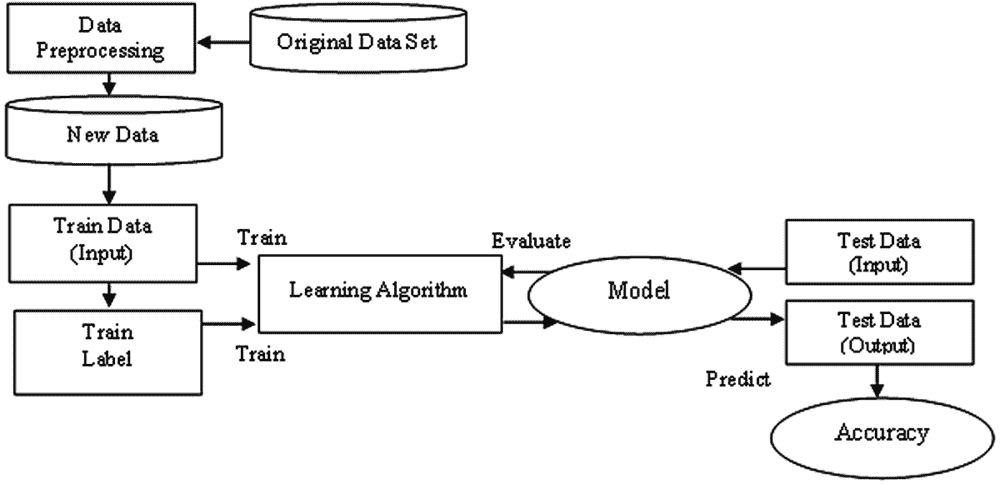 Data
Preprocessing
Original Data Set
New Data
Train Data
(Input)
Train
Evaluate
Test Data
(Input)
Learning Algorithm
Model
Train
Label
Train
Test Data
(Output)
Predict
Accuracy